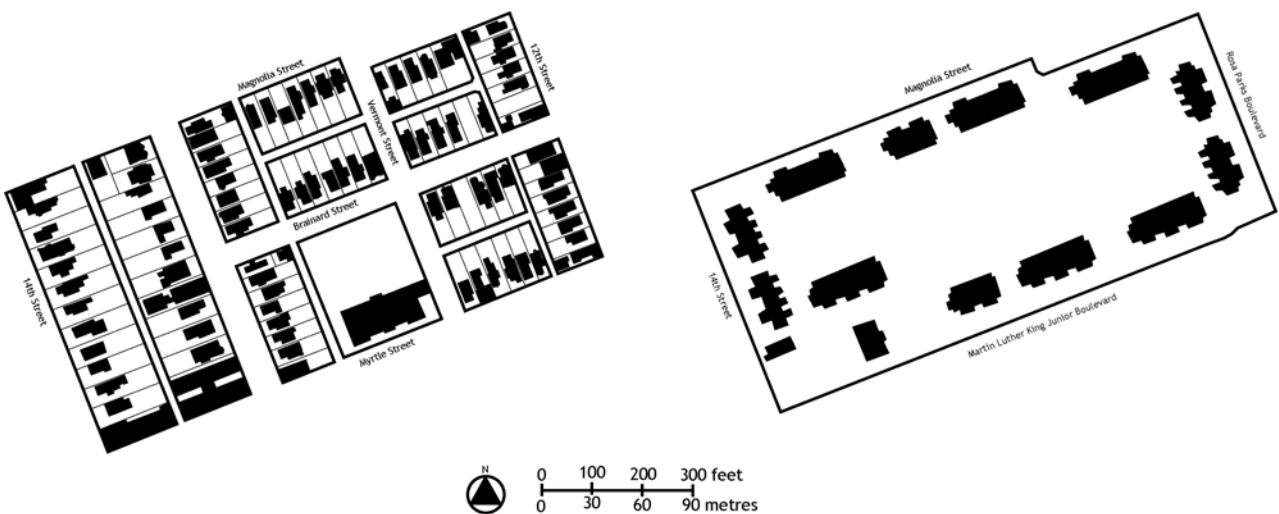 Magnolia Street
12th Street
Vermont Street
Brainard Street
14th Street
Myrtle Street
Magnolia Street
Rosa Parks Boulevard
14th Street
Martin Luther King Junior Boulevard
N
0 100 200 300 feet
0 30 60 90 metres